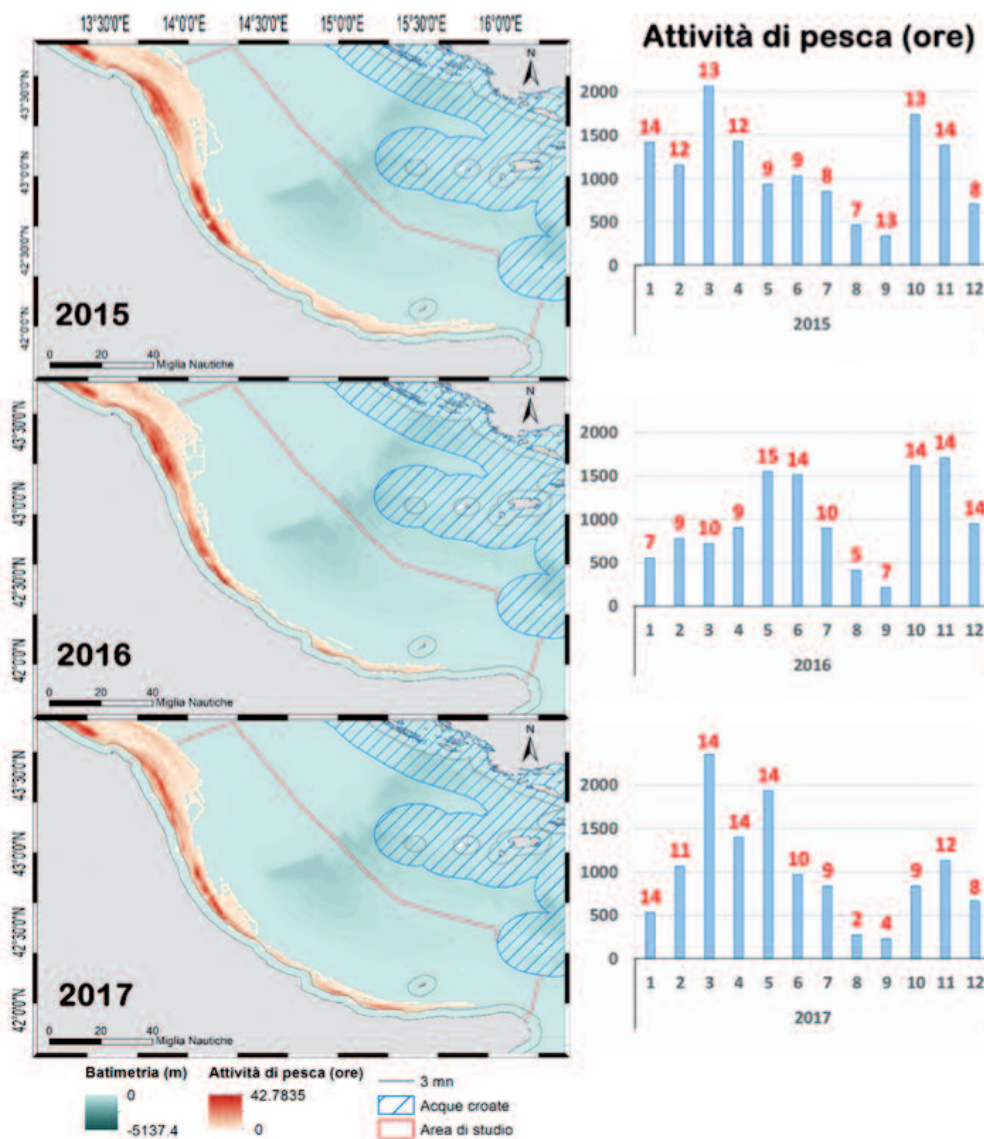 13°30'0"E 14°0'0"E 14°30'0"E 15°0'0"E 15°30'0"E 16°0'0"E
Attività di pesca (ore)
43°30'0"N
43°0'0"N
42°30'0"N
42°0'0"N
N
2015
0 20 40
Miglia Nautiche
2000
1500
1000
500
0
14 12 13 12 9 9 8 7 13 13 14 8
1 2 3 4 5 6 7 8 9 10 11 12
2015
43°30'0"N
43°0'0"N
42°30'0"N
42°0'0"N
N
2016
0 20 40
Miglia Nautiche
2000
1500
1000
500
0
7 9 10 9 15 14 10 5 7 14 14 14
1 2 3 4 5 6 7 8 9 10 11 12
2016
43°30'0"N
43°0'0"N
42°30'0"N
42°0'0"N
N
2017
0 20 40
Miglia Nautiche
2000
1500
1000
500
0
14 11 14 14 14 10 9 2 4 9 12 8
1 2 3 4 5 6 7 8 9 10 11 12
2017
Batimetria (m)
0
-5137.4
Attività di pesca (ore)
42.7835
0
3 mn
Acque croate
Area di studio